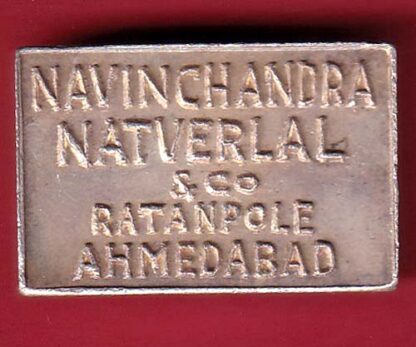 NAVINCHANDRA
NATVERLAL
& CO
RATANPOLE
AHMEDABAD